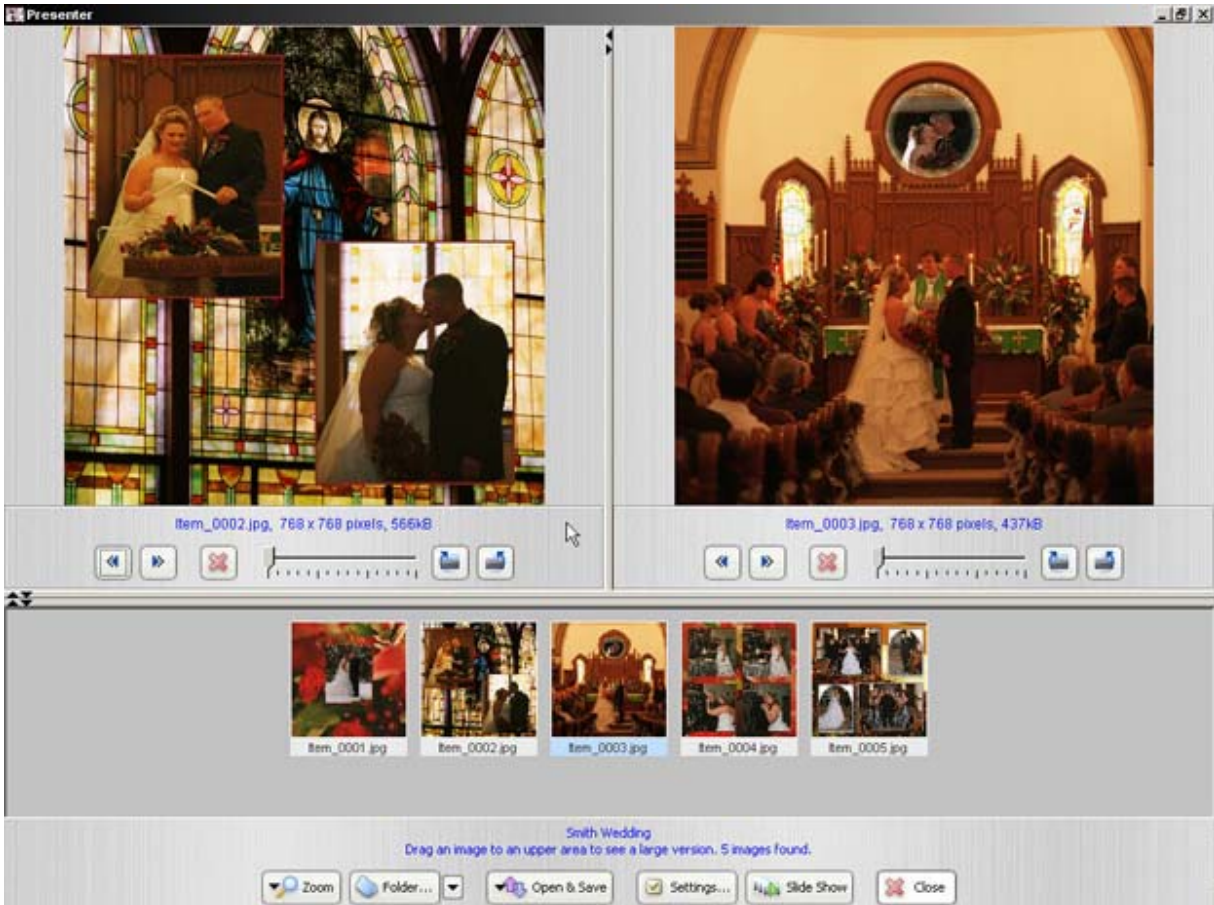 Presenter
Item_0002.jpg, 768 x 768 pixels, 566kB
Item_0003.jpg, 768 x 768 pixels, 437kB
Item_0001.jpg
Item_0002.jpg
Item_0003.jpg
Item_0004.jpg
Item_0005.jpg
Smith Wedding
Drag an image to an upper area to see a large version. 5 images found.
Zoom
Folder...
Open & Save
Settings...
Slide Show
Close